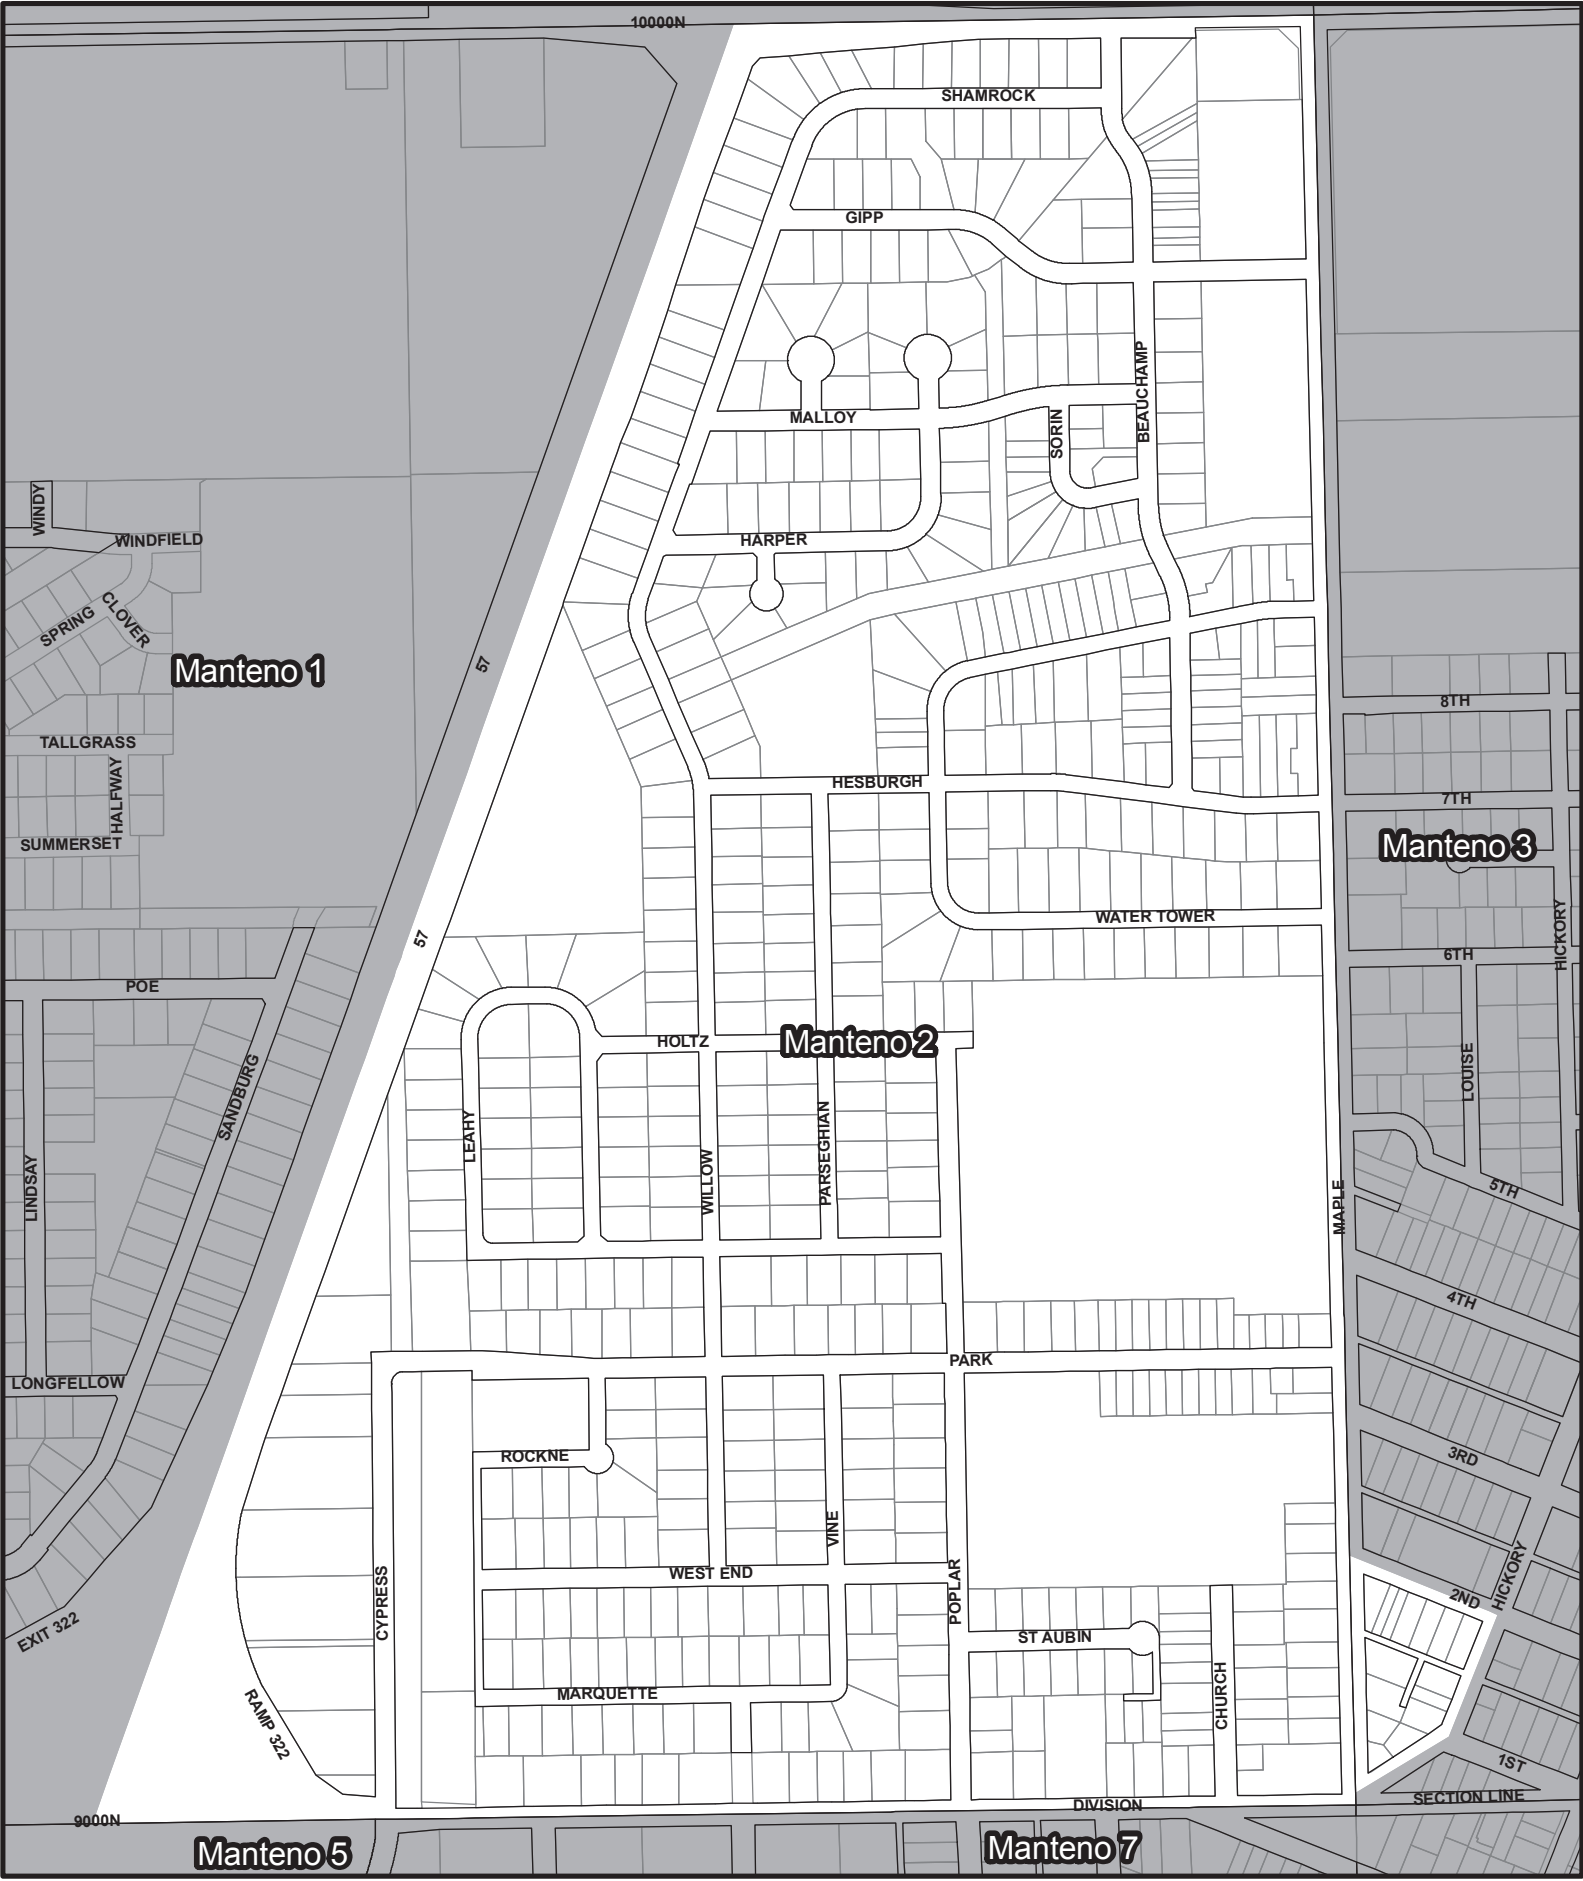 10000N
SHAMROCK
GIPP
BEAUCHAMP
MALLOY
SORIN
WINDY
WINDFIELD
HARPER
CLOVER
SPRING
Manteno 1
57
8TH
TALLGRASS
HALFWAY
HESBURGH
7TH
SUMMERSET
Manteno 3
WATER TOWER
HICKORY
57
6TH
POE
HOLTZ
Manteno 2
LOUISE
SANDBURG
LEAHY
PARSEGHIAN
WILLOW
LINDSAY
5TH
MAPLE
4TH
PARK
LONGFELLOW
ROCKNE
3RD
VINE
WEST END
HICKORY
POPLAR
CYPRESS
2ND
EXIT 322
ST AUBIN
MARQUETTE
CHURCH
RAMP 322
1ST
SECTION LINE
DIVISION
9000N
Manteno 5
Manteno 7